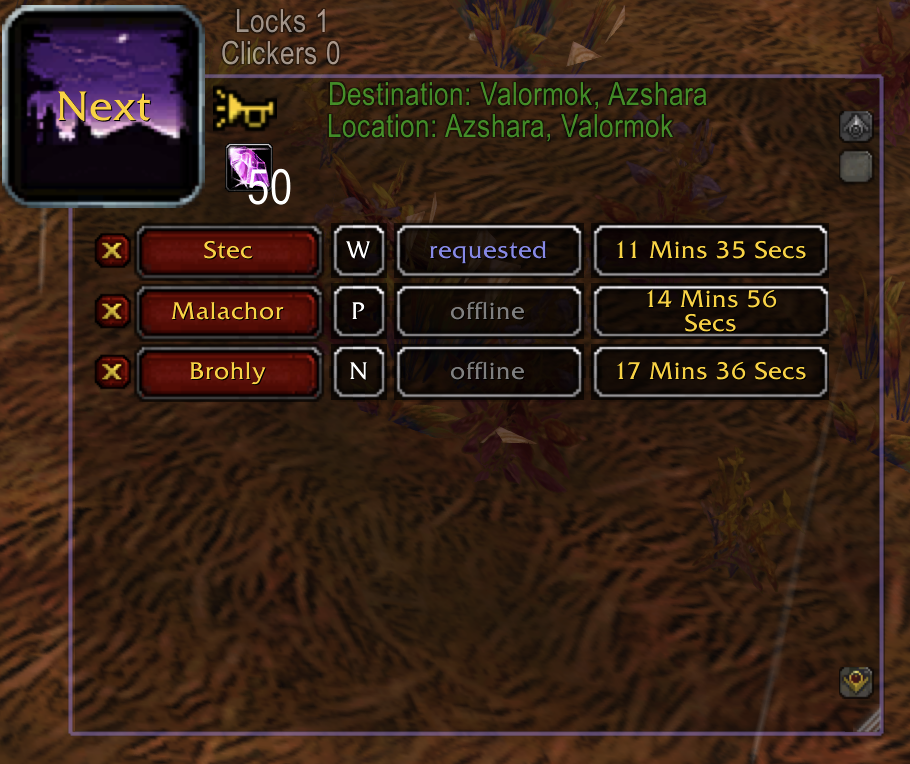 Locks 1
Clickers 0
Next
Destination: Valormok, Azshara
Location: Azshara, Valormok
50
X Stec W requested 11 Mins 35 Secs
X Malachor P offline 14 Mins 56
Secs
X Brohly N offline 17 Mins 36 Secs